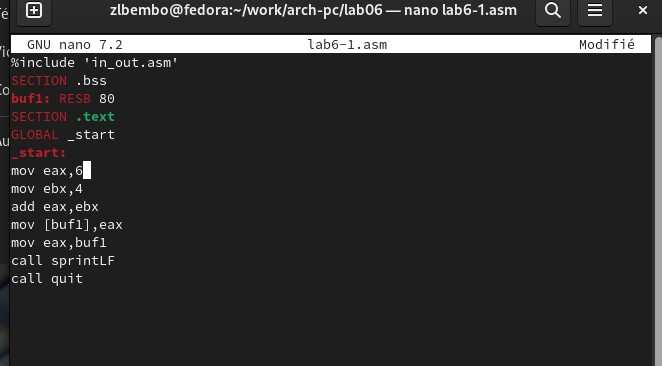 zlbembo@fedora:~/work/arch-pc/lab06 — nano lab6-1.asm
GNU nano 7.2 lab6-1.asm Modifié
%include 'in_out.asm'
SECTION .bss
buf1: RESB 80
SECTION .text
GLOBAL _start
_start:
mov eax,6
mov ebx,4
add eax,ebx
mov [buf1],eax
mov eax,buf1
call sprintLF
call quit